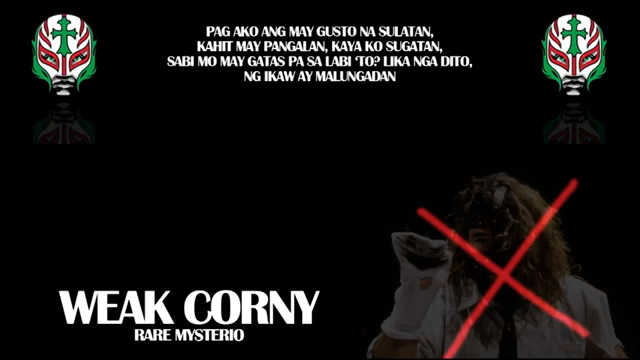 PAG AKO ANG MAY GUSTO NA SULATAN,
KAHIT MAY PANGALAN, KAYA KO SUGATAN,
SABI MO MAY GATAS PA SA LABI ‘TO? LIKA NGA DITO,
NG IKAW AY MALUNGADAN
WEAK CORNY
RARE MYSTERIO